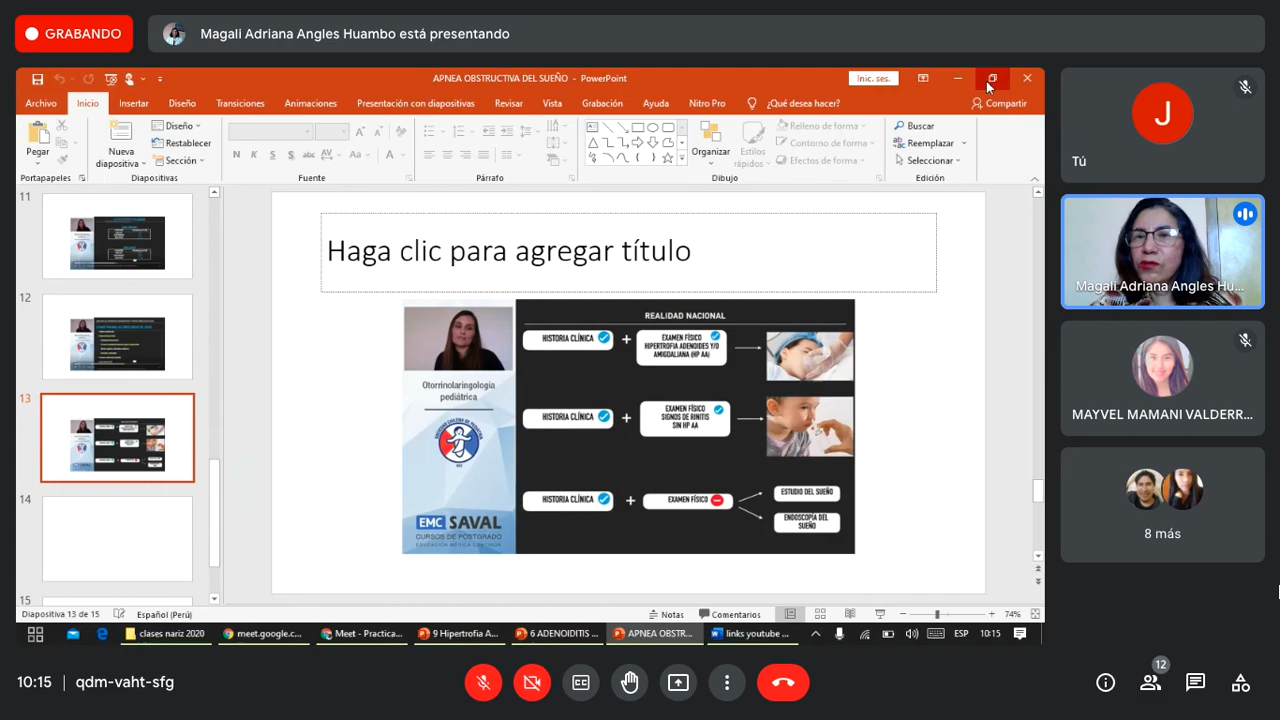 GRABANDO
Magali Adriana Angles Huambo está presentando
APNEA OBSTRUCTIVA DEL SUEÑO - PowerPoint
Inic. ses.
Archivo Inicio Insertar Diseño Transiciones Animaciones Presentación con diapositivas Revisar Vista Grabación Ayuda Nitro Pro ¿Qué desea hacer? Compartir
Pegar
Nueva diapositiva
Diseño
Restablecer
Sección
N K S S abc AV Aa A
Organizar
Estilos rápidos
Relleno de forma
Contorno de forma
Efectos de forma
Buscar
Reemplazar
Seleccionar
Portapapeles Diapositivas Fuente Párrafo Dibujo Edición
11
12
13
14
15
Haga clic para agregar título
Otorrinolaringología
pediátrica
EMC SAVAL
CURSOS DE POSTGRADO
EDUCACIÓN MÉDICA CONTINUA
REALIDAD NACIONAL
HISTORIA CLÍNICA + EXAMEN FÍSICO
HIPERTROFIA ADENOIDES Y/O
AMIGDALIANA (HP AA)
HISTORIA CLÍNICA + EXAMEN FÍSICO
SIGNOS DE RINITIS
SIN HP AA
HISTORIA CLÍNICA + EXAMEN FÍSICO
ESTUDIO DEL SUEÑO
ENDOSCOPÍA DEL
SUEÑO
Diapositiva 13 de 15 Español (Perú) Notas Comentarios 74%
clases nariz 2020 meet.google.c... Meet - Practica... 9 Hipertrofia A... 6 ADENOIDITIS ... APNEA OBSTR... links youtube ... ESP 10:15
J
Tú
Magali Adriana Angles Hu...
MAYVEL MAMANI VALDERR...
8 más
10:15 | qdm-vaht-sfg
12